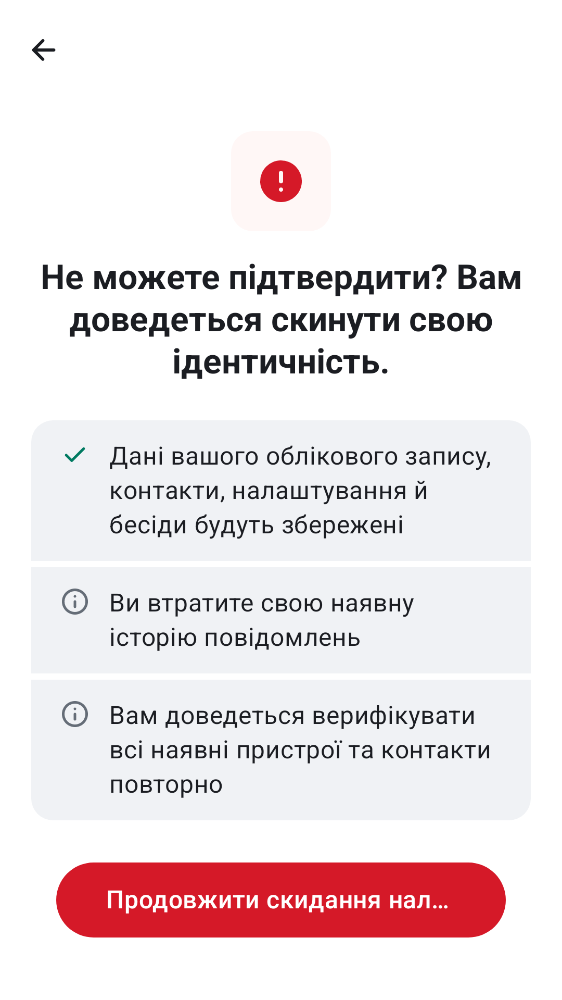 Не можете підтвердити? Вам
доведеться скинути свою
ідентичність.
Дані вашого облікового запису,
контакти, налаштування й
бесіди будуть збережені
Ви втратите свою наявну
історію повідомлень
Вам доведеться верифікувати
всі наявні пристрої та контакти
повторно
Продовжити скидання нал…